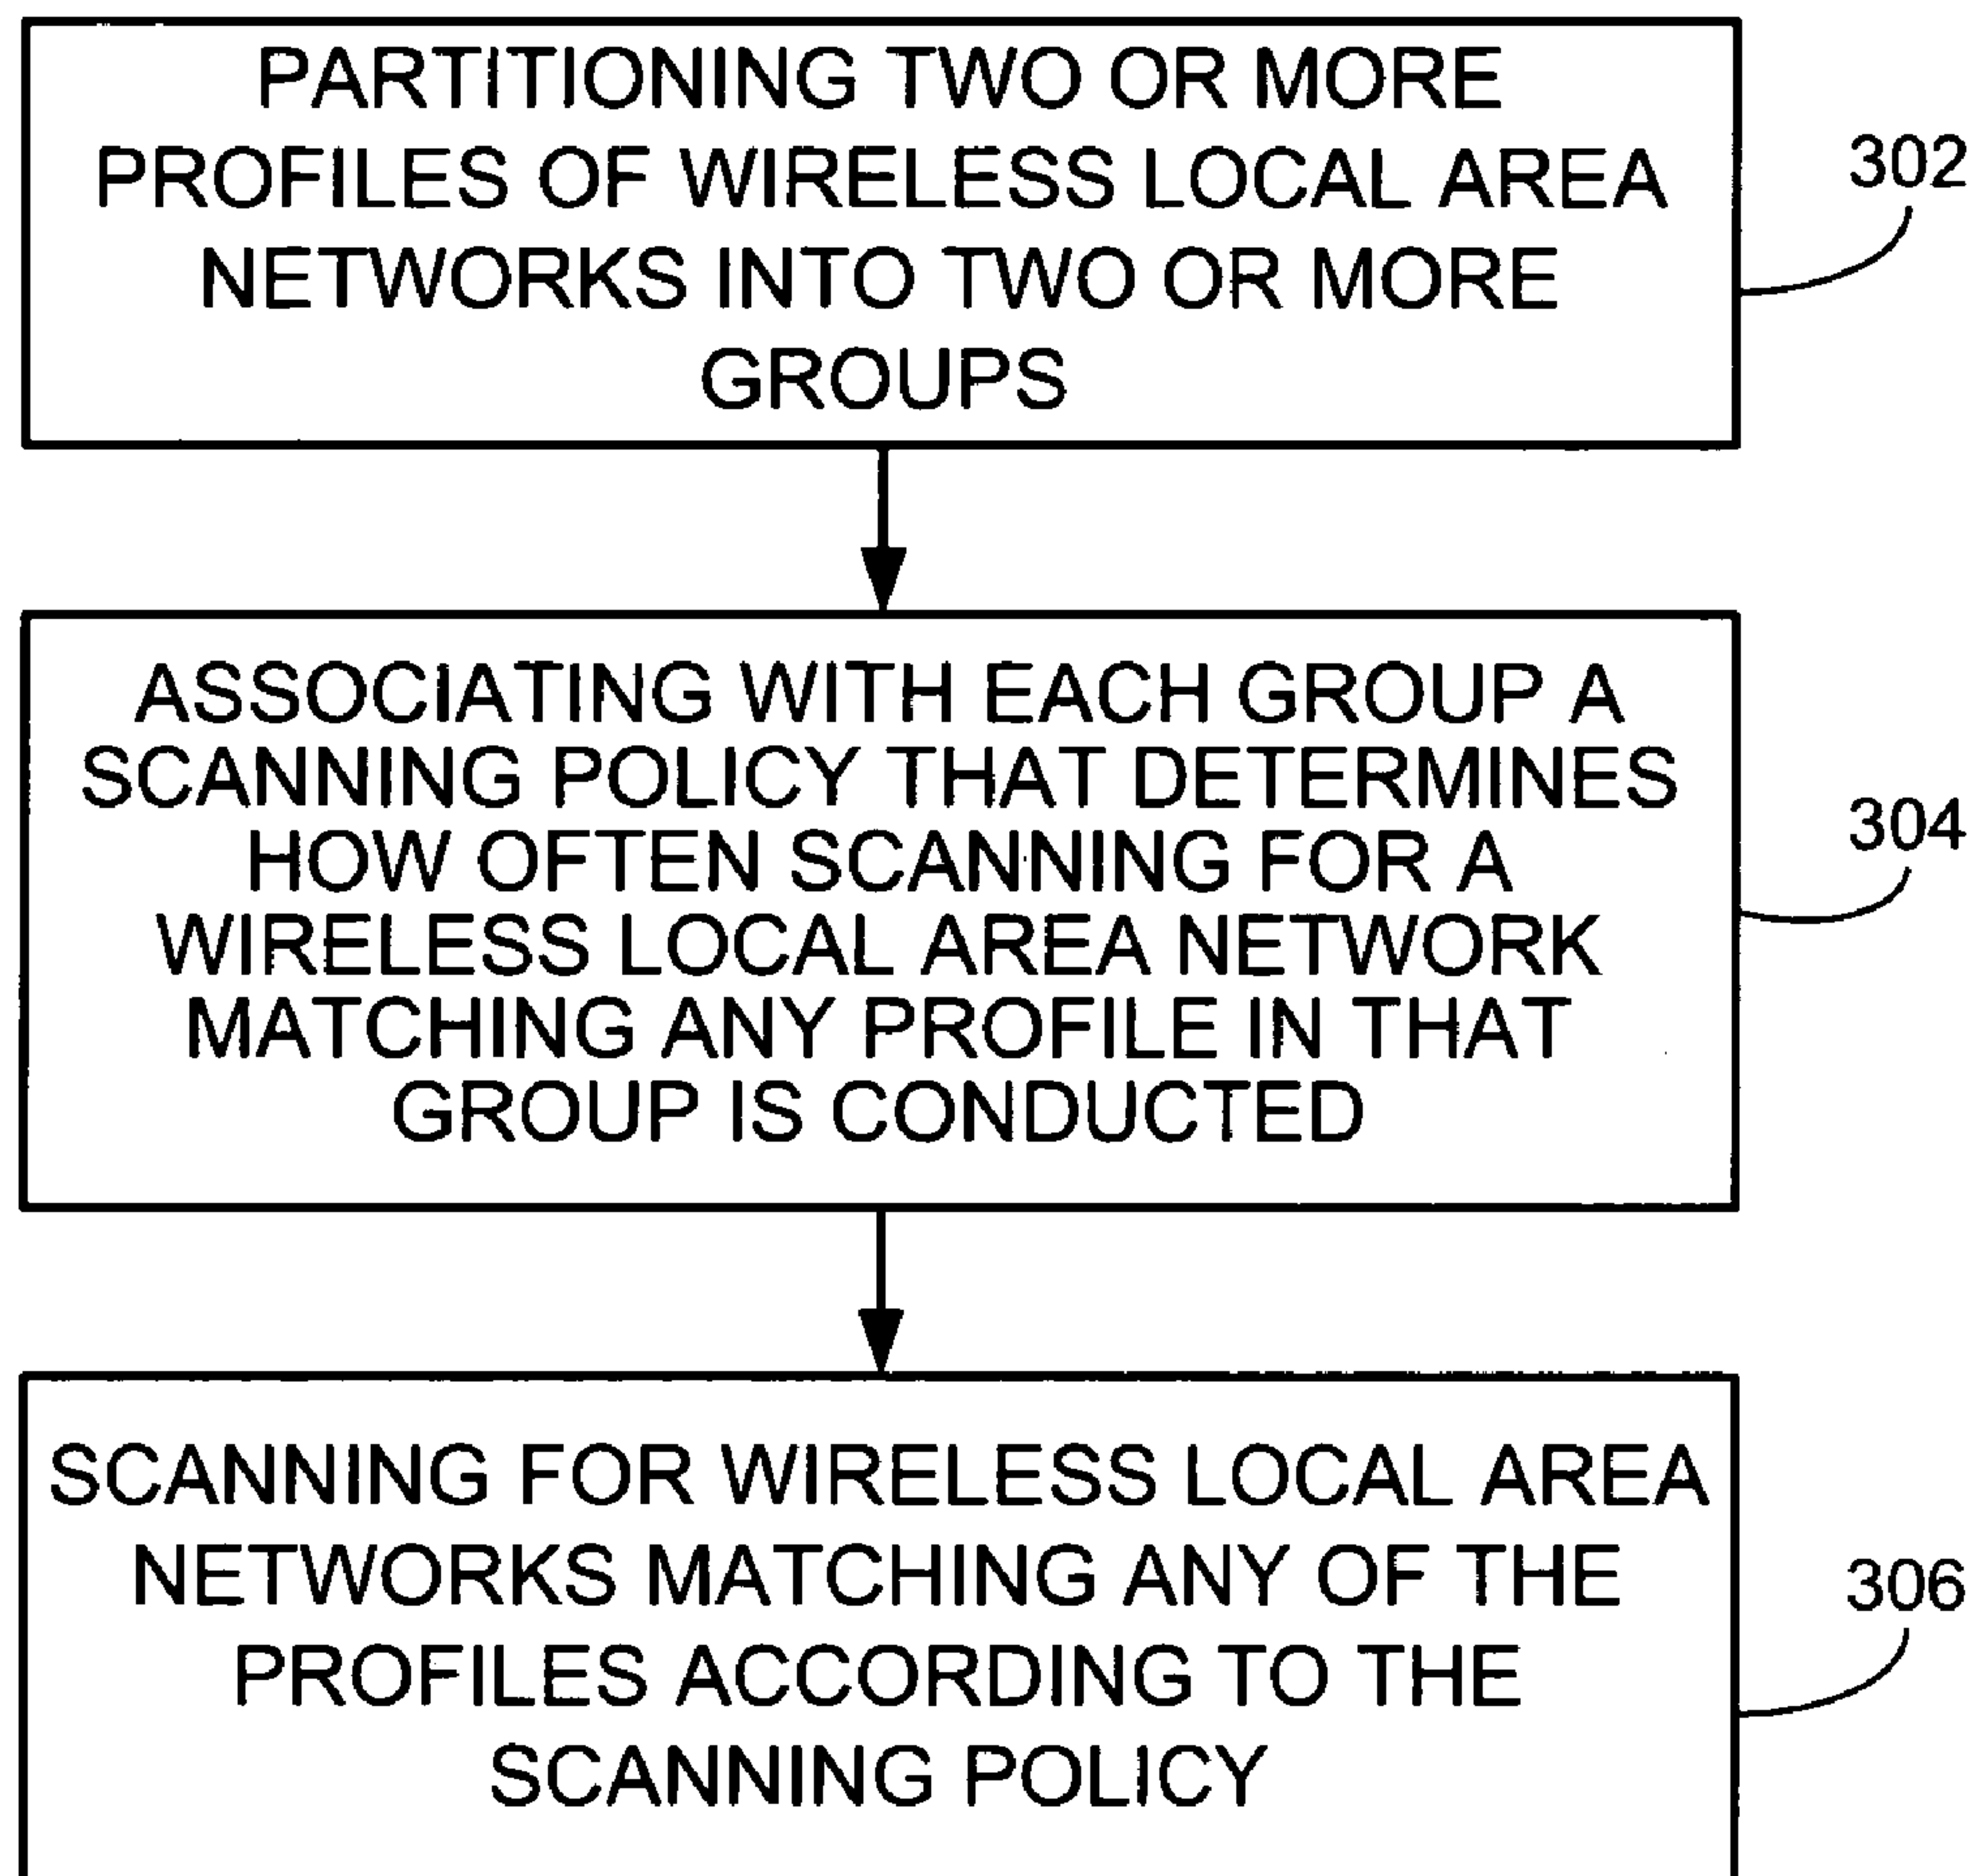 PARTITIONING TWO OR MORE
PROFILES OF WIRELESS LOCAL AREA
NETWORKS INTO TWO OR MORE
GROUPS
302
ASSOCIATING WITH EACH GROUP A
SCANNING POLICY THAT DETERMINES
HOW OFTEN SCANNING FOR A
WIRELESS LOCAL AREA NETWORK
MATCHING ANY PROFILE IN THAT
GROUP IS CONDUCTED
304
SCANNING FOR WIRELESS LOCAL AREA
NETWORKS MATCHING ANY OF THE
PROFILES ACCORDING TO THE
SCANNING POLICY
306